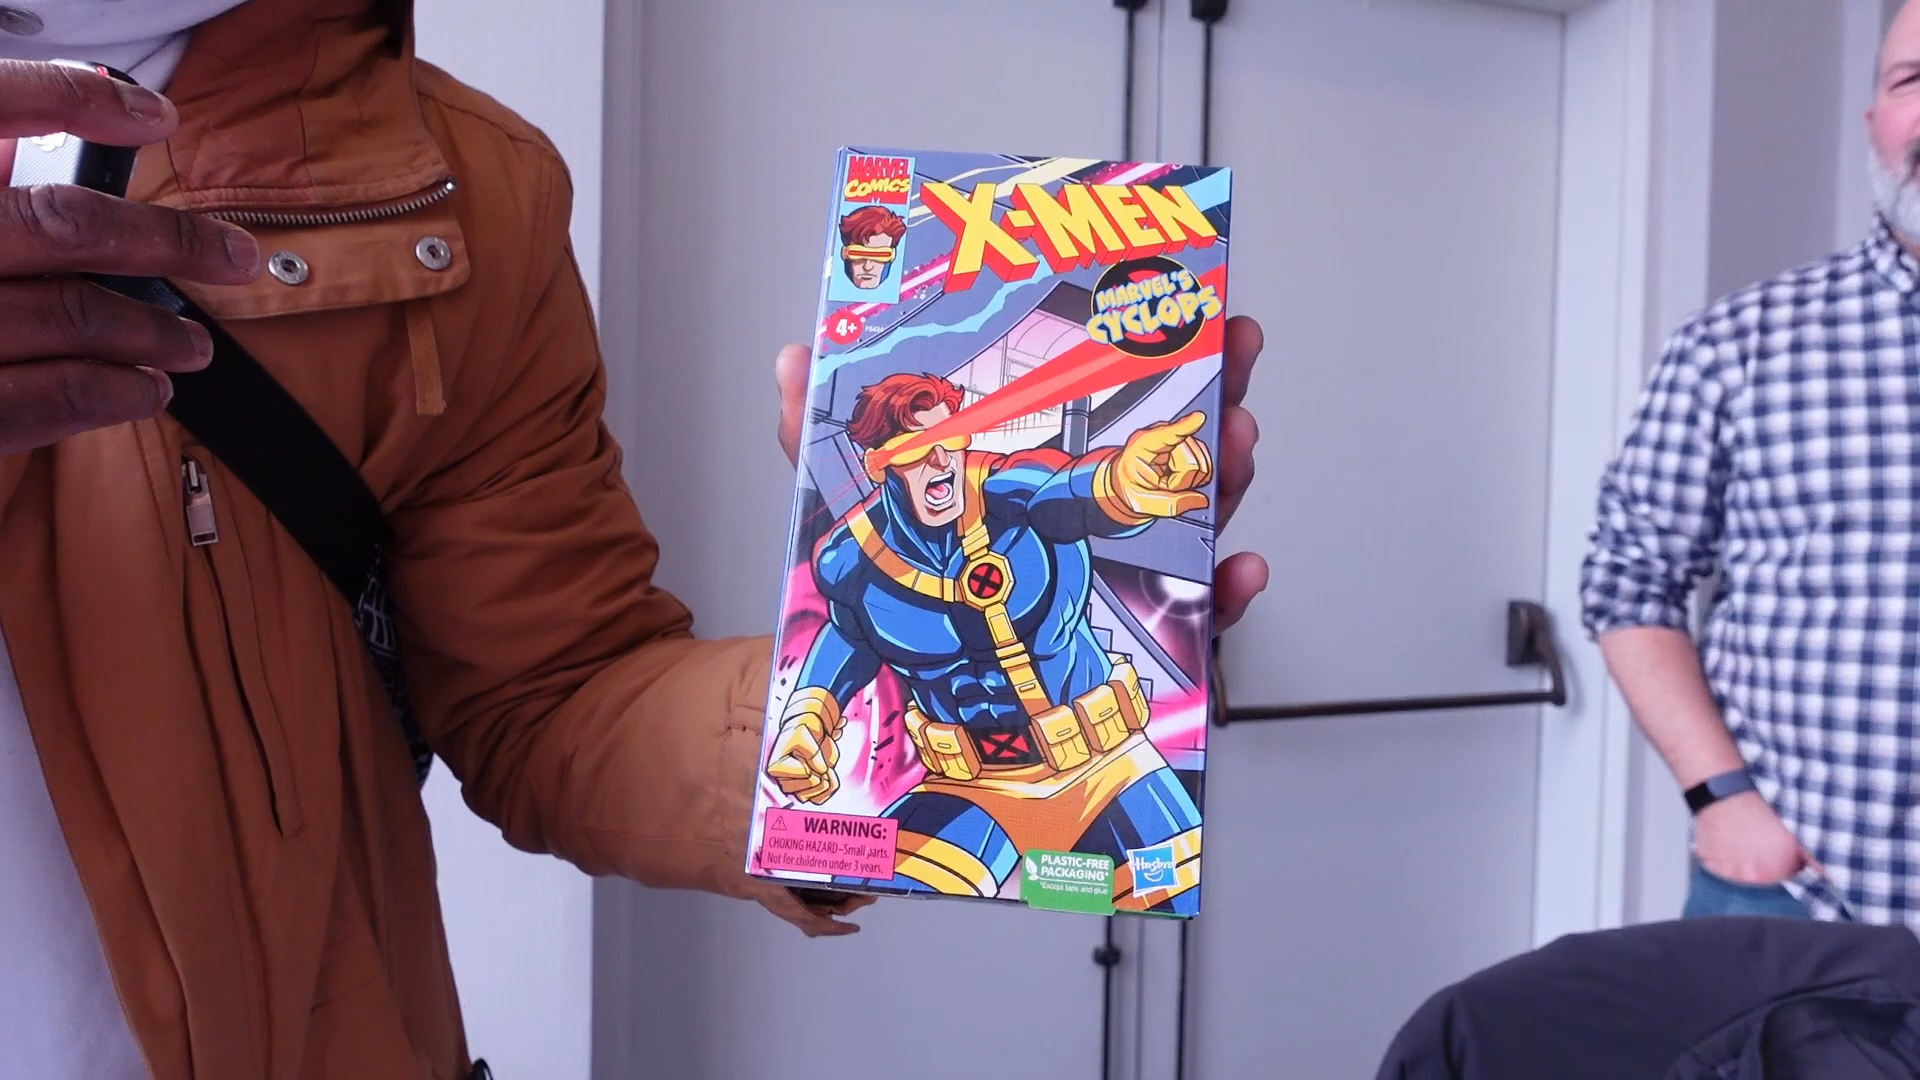 MARVEL
COMICS
X-MEN
MARVEL'S
CYCLOPS
4+
WARNING:
CHOKING HAZARD–Small parts.
Not for children under 3 years.
PLASTIC-FREE
PACKAGING*
*Except tape and glue
Hasbro